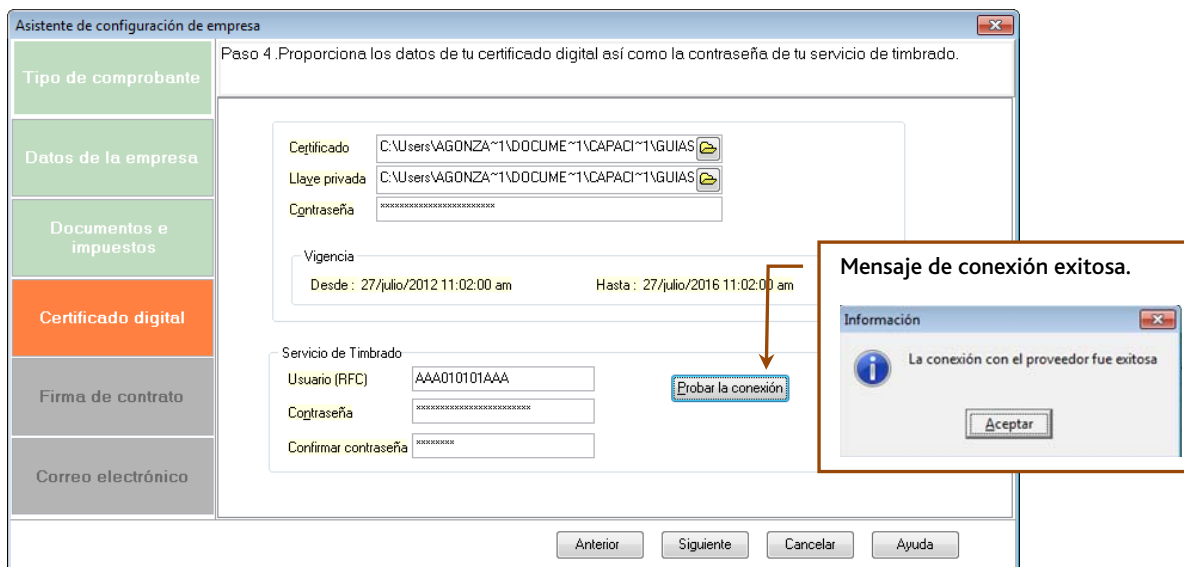 Asistente de configuración de empresa
Tipo de comprobante
Datos de la empresa
Documentos e
impuestos
Certificado digital
Firma de contrato
Correo electrónico
Paso 4 .Proporciona los datos de tu certificado digital así como la contraseña de tu servicio de timbrado.
Certificado C:\Users\AGONZA~1\DOCUME~1\CAPACI~1\GUIAS
Llave privada C:\Users\AGONZA~1\DOCUME~1\CAPACI~1\GUIAS
Contraseña ************************
Vigencia
Desde : 27/julio/2012 11:02:00 am Hasta : 27/julio/2016 11:02:00 am
Servicio de Timbrado
Usuario (RFC) AAA010101AAA
Contraseña ************************
Confirmar contraseña ********
Probar la conexión
Mensaje de conexión exitosa.
Información
La conexión con el proveedor fue exitosa
Aceptar
Anterior Siguiente Cancelar Ayuda